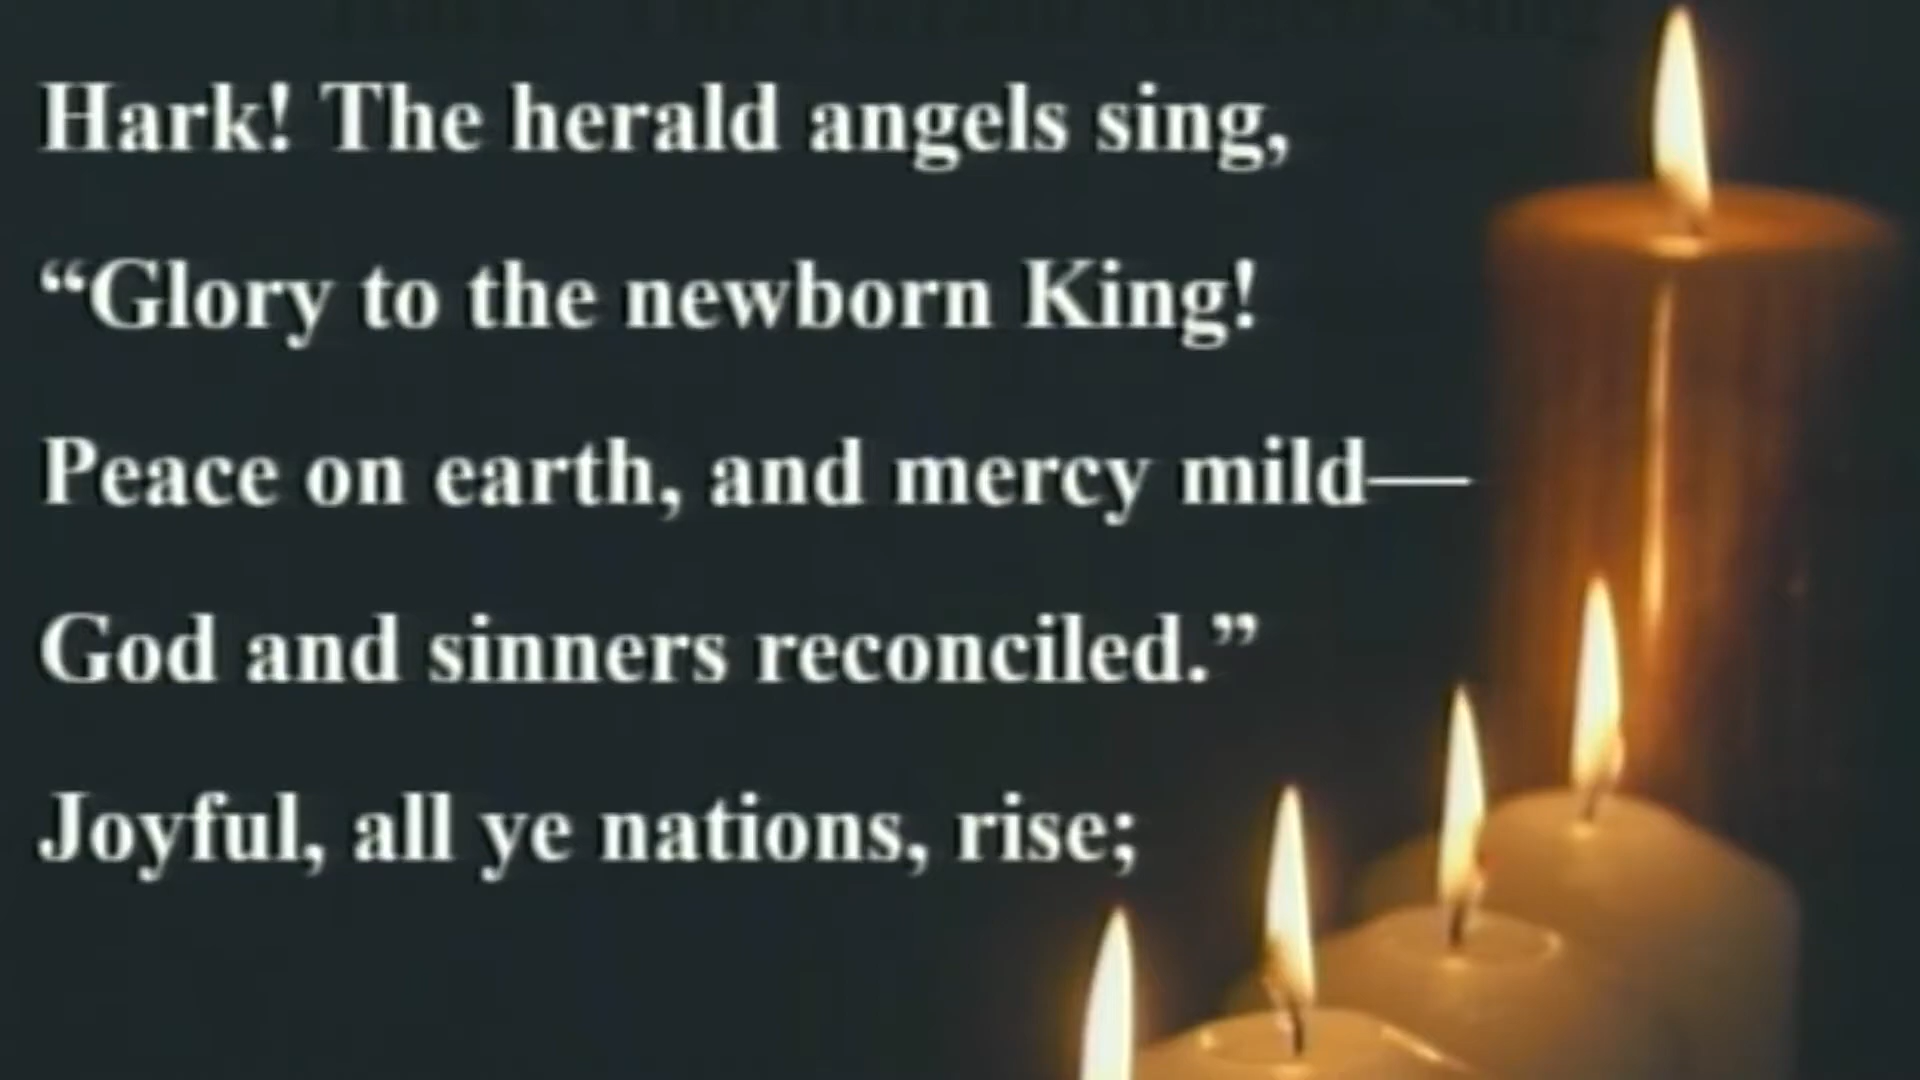 Hark! The herald angels sing,
“Glory to the newborn King!
Peace on earth, and mercy mild—
God and sinners reconciled.”
Joyful, all ye nations, rise;